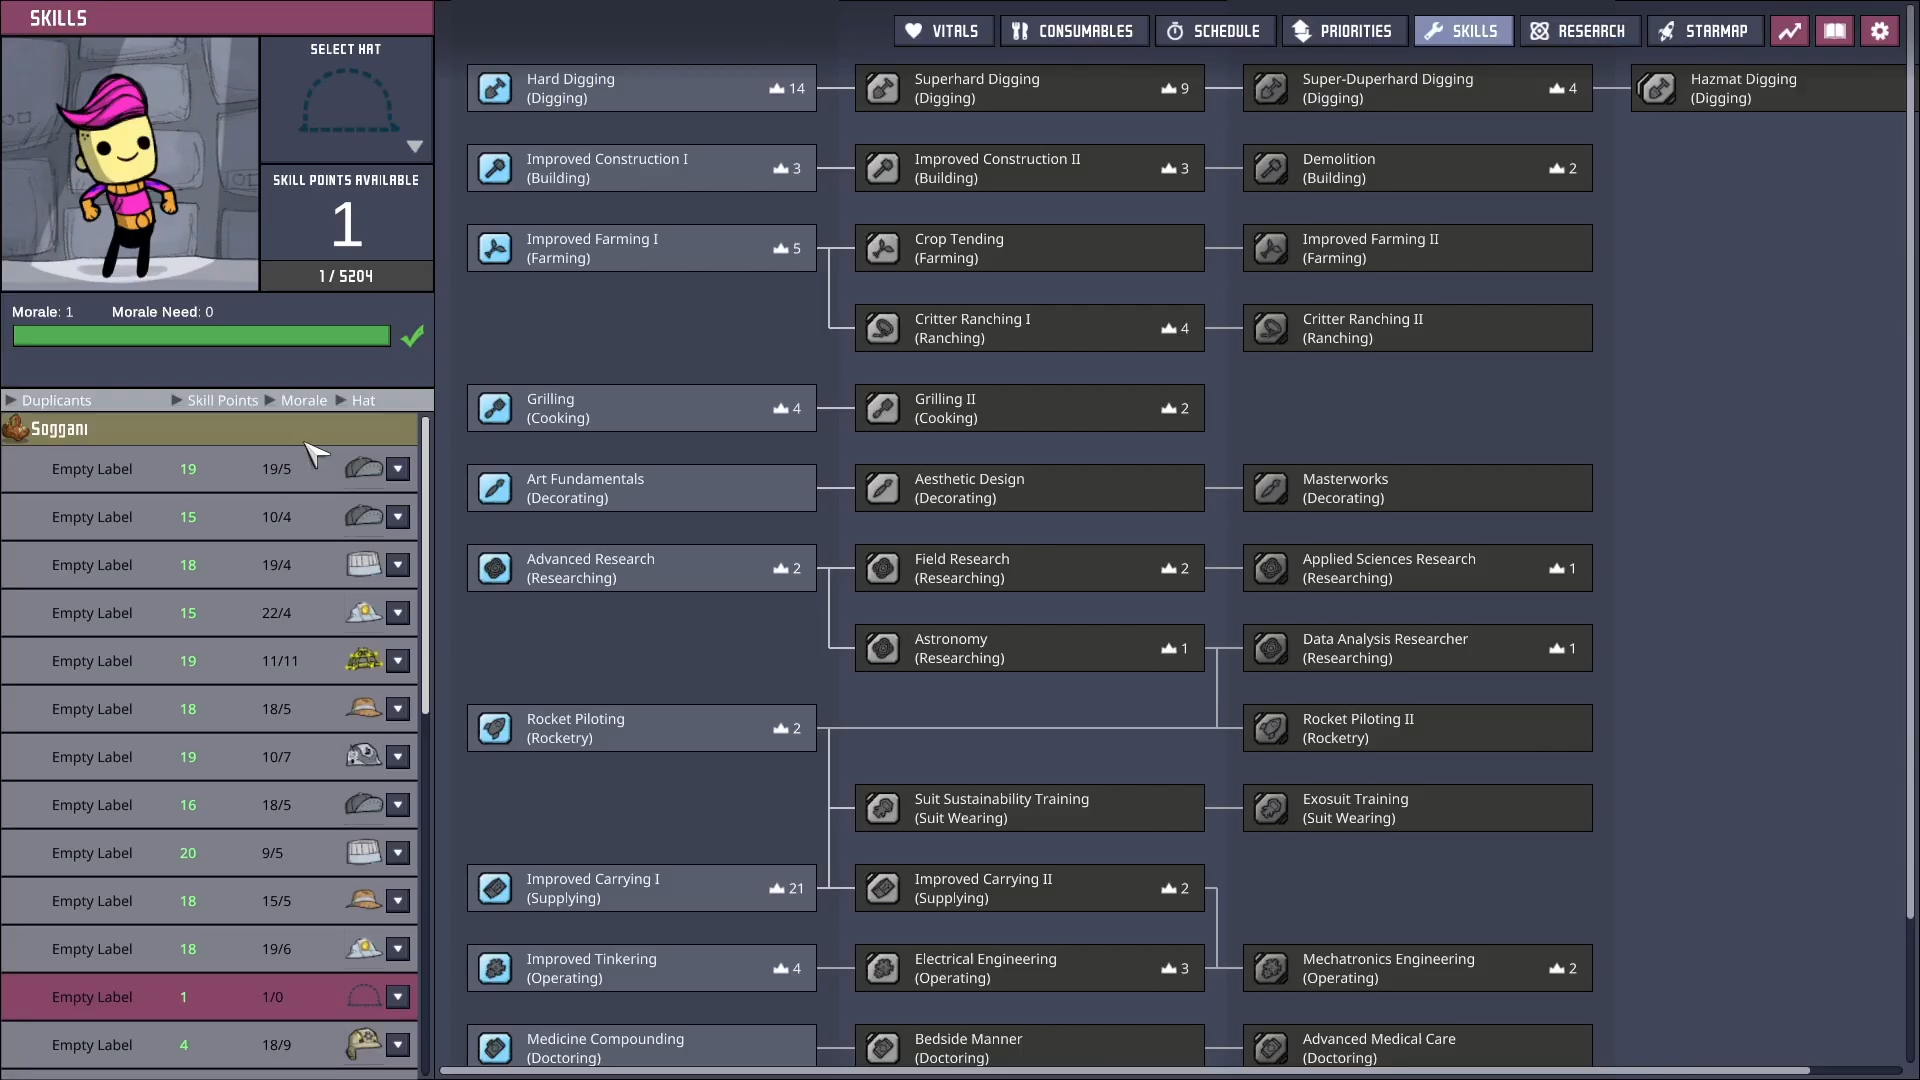 SKILLS
SELECT HAT
SKILL POINTS AVAILABLE
1
1 / 5204
Morale: 1 Morale Need: 0
Duplicants Skill Points Morale Hat
Soggani
Empty Label 19 19/5
Empty Label 15 10/4
Empty Label 18 19/4
Empty Label 15 22/4
Empty Label 19 11/11
Empty Label 18 18/5
Empty Label 19 10/7
Empty Label 16 18/5
Empty Label 20 9/5
Empty Label 18 15/5
Empty Label 18 19/6
Empty Label 1 1/0
Empty Label 4 18/9
VITALS CONSUMABLES SCHEDULE PRIORITIES SKILLS RESEARCH STARMAP
Hard Digging
(Digging)
14
Superhard Digging
(Digging)
9
Super-Duperhard Digging
(Digging)
4
Hazmat Digging
(Digging)
Improved Construction I
(Building)
3
Improved Construction II
(Building)
3
Demolition
(Building)
2
Improved Farming I
(Farming)
5
Crop Tending
(Farming)
Improved Farming II
(Farming)
Critter Ranching I
(Ranching)
4
Critter Ranching II
(Ranching)
Grilling
(Cooking)
4
Grilling II
(Cooking)
2
Art Fundamentals
(Decorating)
Aesthetic Design
(Decorating)
Masterworks
(Decorating)
Advanced Research
(Researching)
2
Field Research
(Researching)
2
Applied Sciences Research
(Researching)
1
Astronomy
(Researching)
1
Data Analysis Researcher
(Researching)
1
Rocket Piloting
(Rocketry)
2
Rocket Piloting II
(Rocketry)
Suit Sustainability Training
(Suit Wearing)
Exosuit Training
(Suit Wearing)
Improved Carrying I
(Supplying)
21
Improved Carrying II
(Supplying)
2
Improved Tinkering
(Operating)
4
Electrical Engineering
(Operating)
3
Mechatronics Engineering
(Operating)
2
Medicine Compounding
(Doctoring)
Bedside Manner
(Doctoring)
Advanced Medical Care
(Doctoring)